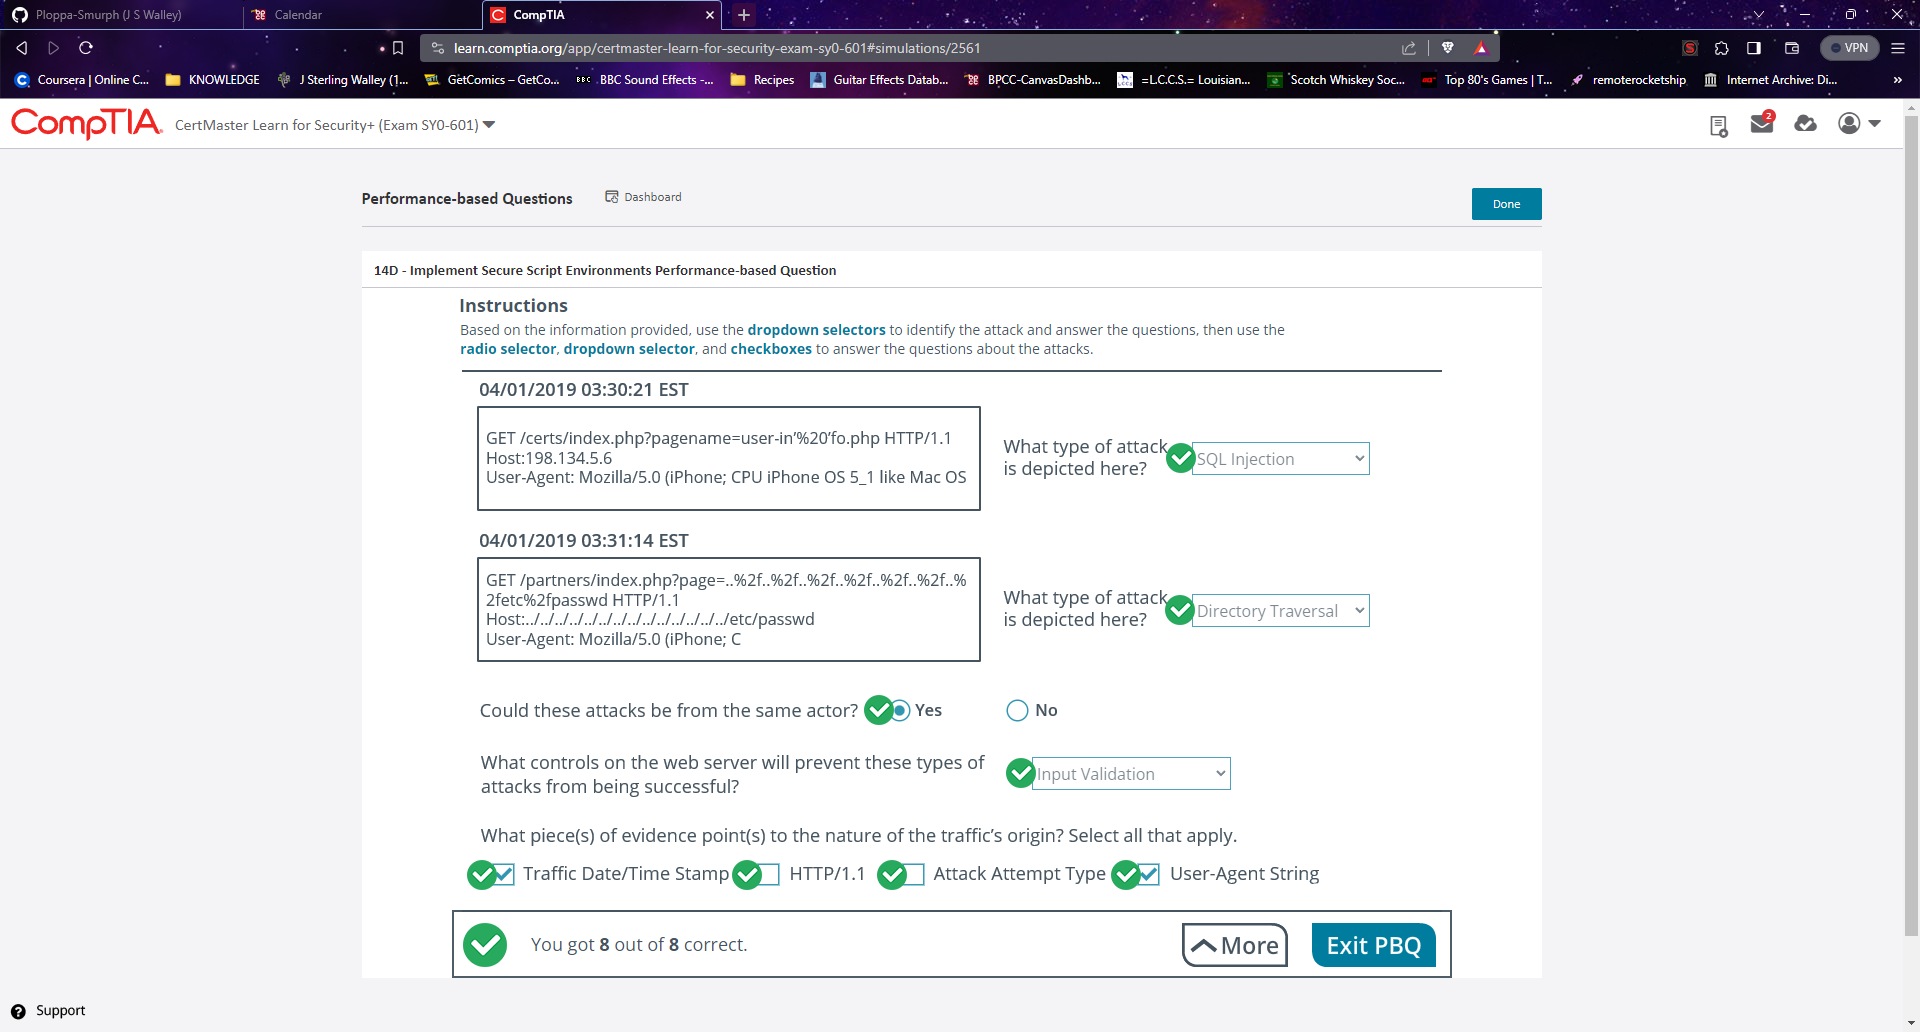 Ploppa-Smurph (J S Walley)
Calendar
CompTIA
learn.comptia.org/app/certmaster-learn-for-security-exam-sy0-601#simulations/2561
VPN
Coursera | Online C...
KNOWLEDGE
J Sterling Walley (1...
GetComics – GetCo...
BBC BBC Sound Effects -...
Recipes
Guitar Effects Datab...
BPCC-CanvasDashb...
=L.C.C.S.= Louisian...
Scotch Whiskey Soc...
Top 80's Games | T...
remoterocketship
Internet Archive: Di...
CompTIA.
CertMaster Learn for Security+ (Exam SY0-601)
2
Performance-based Questions
Dashboard
Done
14D - Implement Secure Script Environments Performance-based Question
Instructions
Based on the information provided, use the dropdown selectors to identify the attack and answer the questions, then use the
radio selector, dropdown selector, and checkboxes to answer the questions about the attacks.
04/01/2019 03:30:21 EST
GET /certs/index.php?pagename=user-in’%20’fo.php HTTP/1.1
Host:198.134.5.6
User-Agent: Mozilla/5.0 (iPhone; CPU iPhone OS 5_1 like Mac OS
What type of attack
is depicted here?
SQL Injection
04/01/2019 03:31:14 EST
GET /partners/index.php?page=..%2f..%2f..%2f..%2f..%2f..%2f..%
2fetc%2fpasswd HTTP/1.1
Host:../../../../../../../../../../../../../../etc/passwd
User-Agent: Mozilla/5.0 (iPhone; C
What type of attack
is depicted here?
Directory Traversal
Could these attacks be from the same actor?
Yes
No
What controls on the web server will prevent these types of
attacks from being successful?
Input Validation
What piece(s) of evidence point(s) to the nature of the traffic’s origin? Select all that apply.
Traffic Date/Time Stamp
HTTP/1.1
Attack Attempt Type
User-Agent String
You got 8 out of 8 correct.
More
Exit PBQ
Support